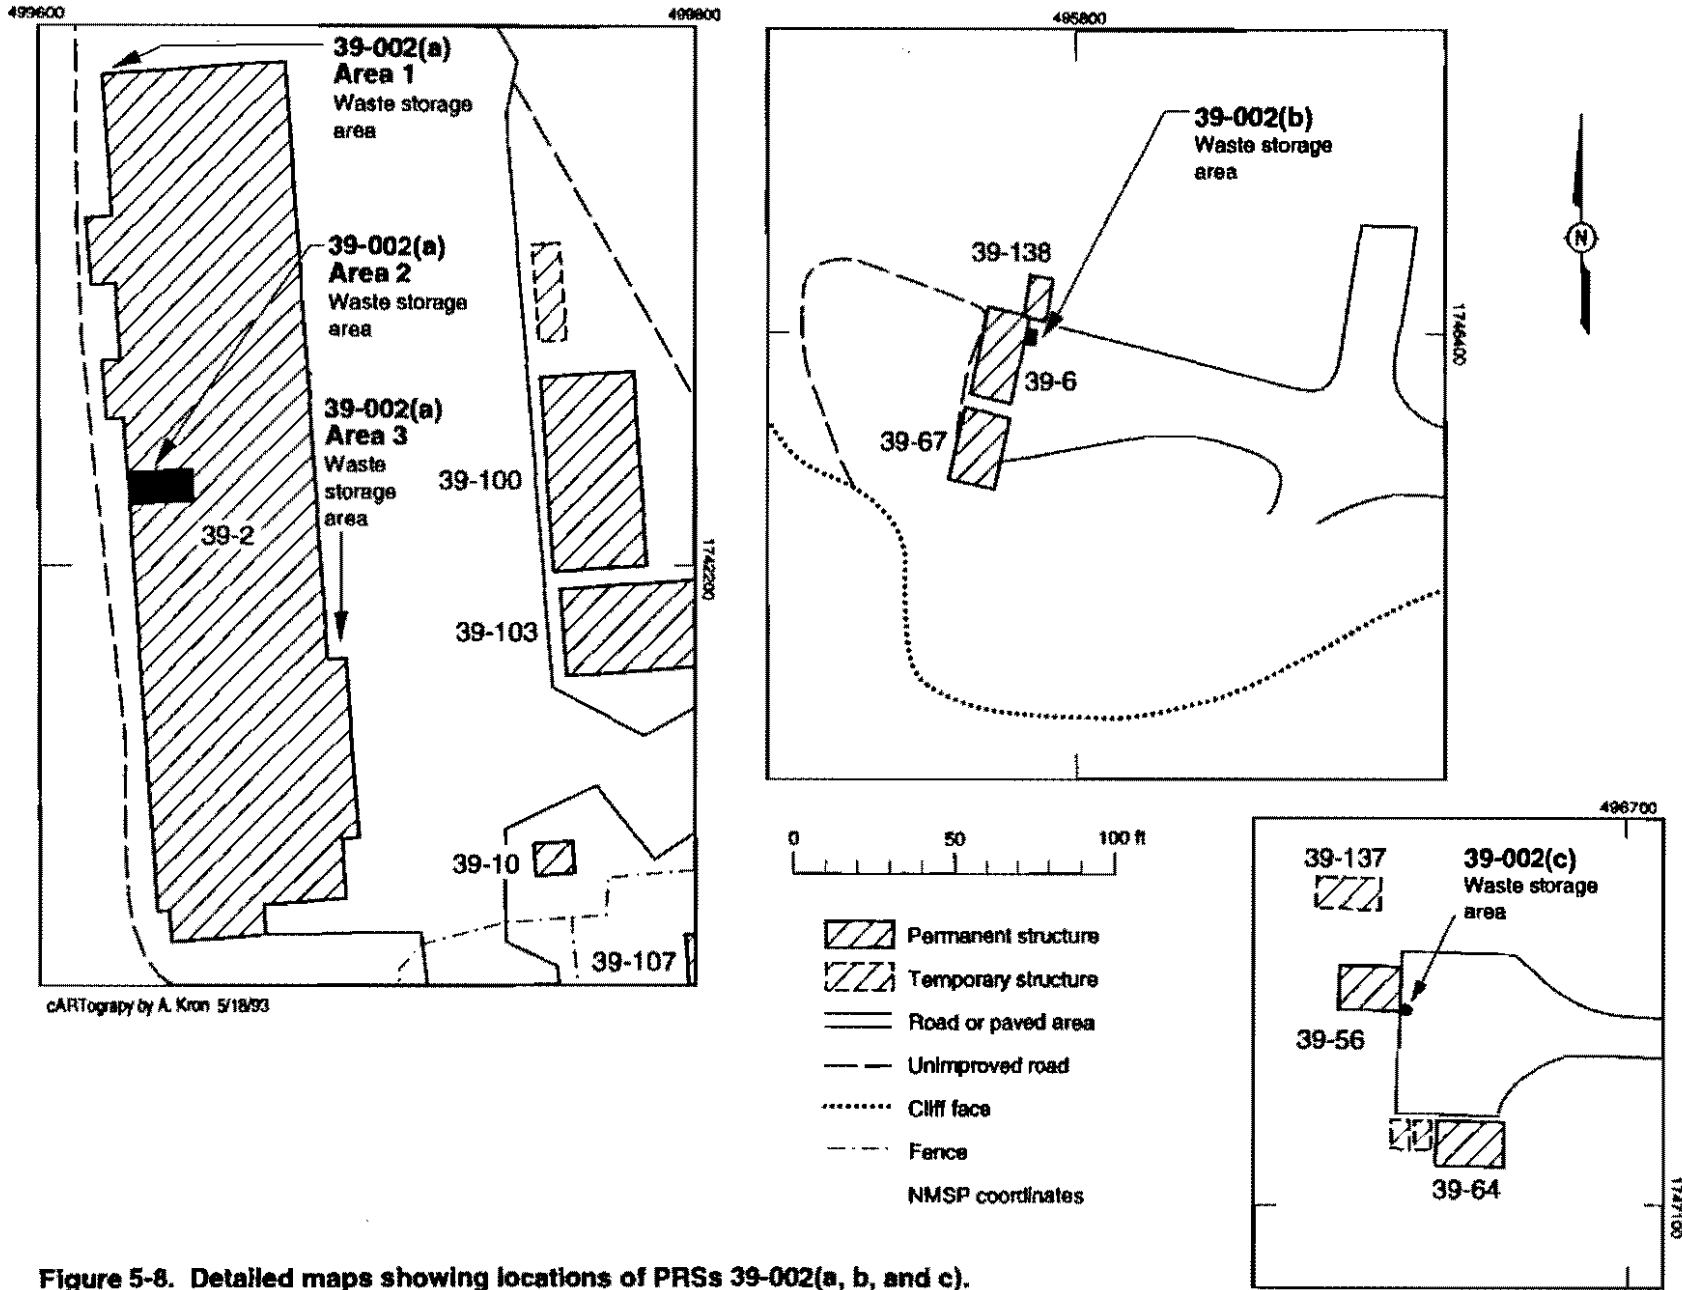 499600
499800
39-002(a)
Area 1
Waste storage
area
39-002(a)
Area 2
Waste storage
area
39-002(a)
Area 3
Waste
storage
area
39-2
39-100
39-103
1742200
39-10
39-107
cARTograpy by A. Kron 5/18/93
495800
39-002(b)
Waste storage
area
39-138
39-6
39-67
1746400
N
0 50 100 ft
Permanent structure
Temporary structure
Road or paved area
Unimproved road
Cliff face
Fence
NMSP coordinates
496700
39-137
39-002(c)
Waste storage
area
39-56
39-64
1747100
Figure 5-8. Detailed maps showing locations of PRSs 39-002(a, b, and c).